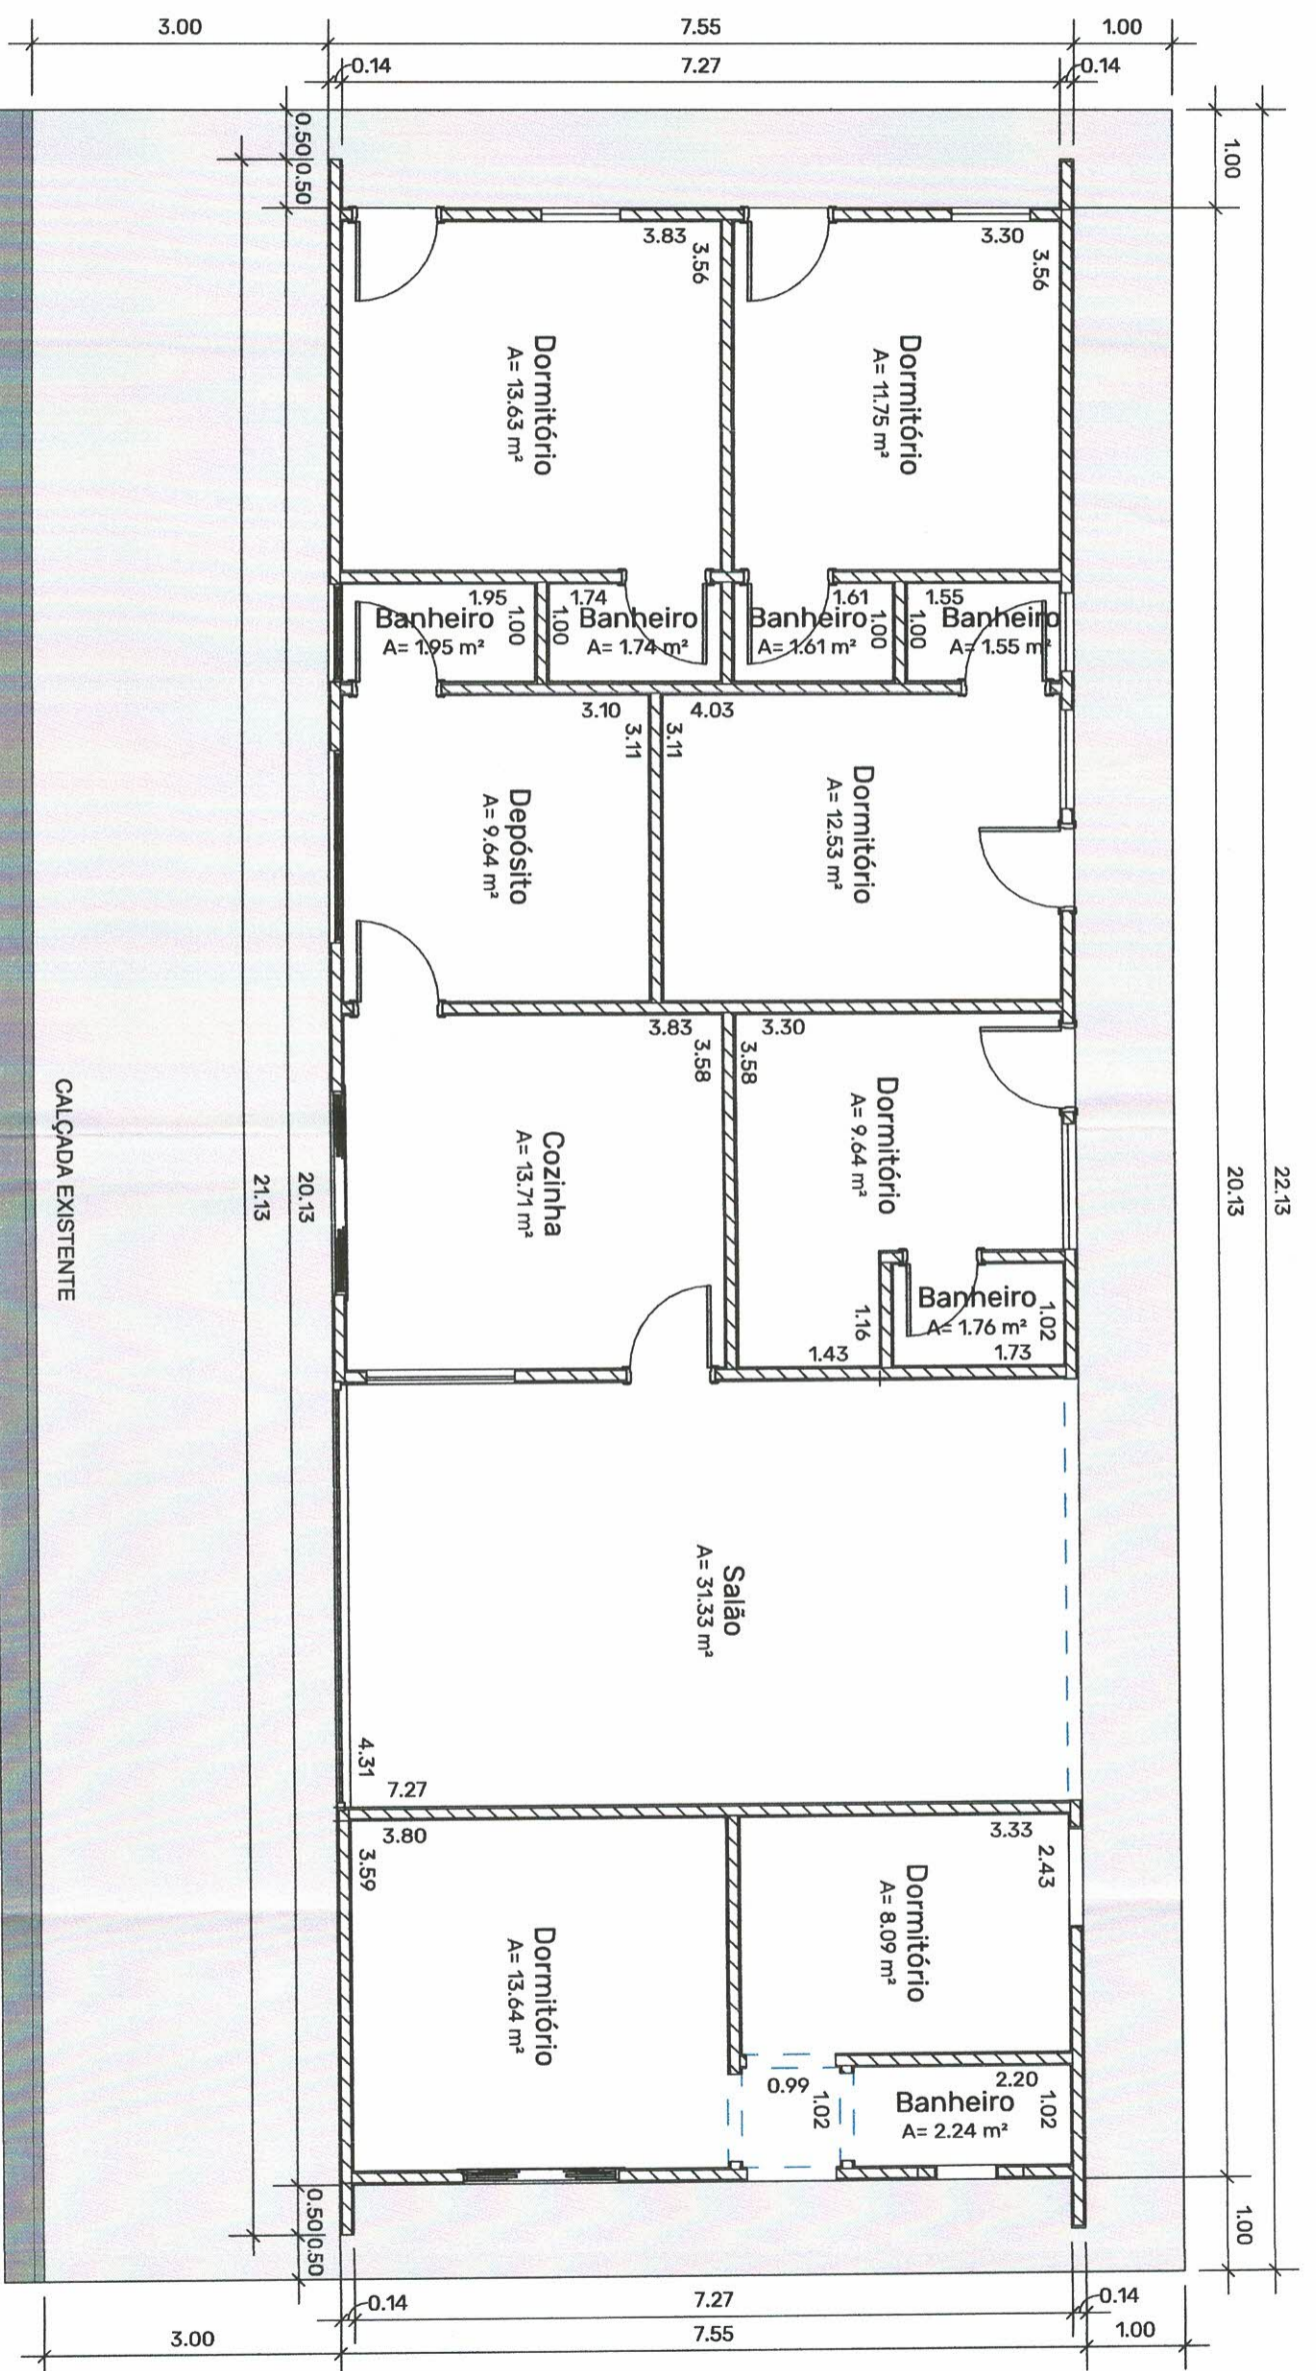 3.00
7.55
1.00
0.14
7.27
0.14
0.50
0.50
1.00
3.83
3.56
3.30
3.56
Dormitório
A= 13.63 m²
Dormitório
A= 11.75 m²
1.95
1.00
Banheiro
A= 1.95 m²
1.74
1.00
Banheiro
A= 1.74 m²
1.61
1.00
Banheiro
A= 1.61 m²
1.55
1.00
Banheiro
A= 1.55 m²
3.10
3.11
4.03
3.11
Depósito
A= 9.64 m²
Dormitório
A= 12.53 m²
3.83
3.58
3.30
3.58
Cozinha
A= 13.71 m²
Dormitório
A= 9.64 m²
CALÇADA EXISTENTE
21.13
20.13
20.13
22.13
Banheiro
A= 1.76 m²
1.02
1.16
1.43
1.73
Salão
A= 31.33 m²
4.31
7.27
3.80
3.59
3.33
2.43
Dormitório
A= 13.64 m²
Dormitório
A= 8.09 m²
0.99
1.02
2.20
1.02
Banheiro
A= 2.24 m²
0.50
0.50
1.00
0.14
7.27
0.14
3.00
7.55
1.00